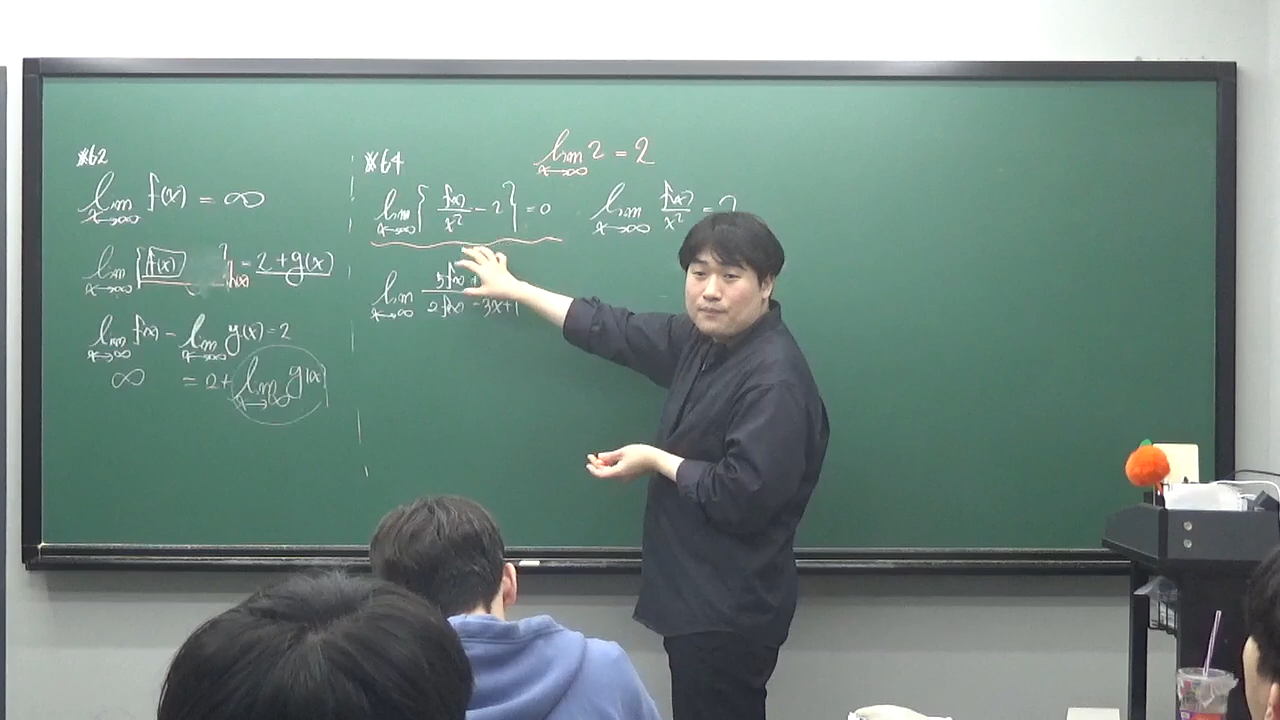 ※62
lim x→∞ f(x) = ∞
lim x→∞ {f(x) h(x) = 2+g(x)
lim x→∞ f(x) - lim x→∞ g(x) = 2
∞ = 2+ lim x→∞ g(x)
※64
lim x→∞ 2 = 2
lim x→∞ { f(x)/x² - 2 } = 0
lim x→∞ f(x)/x² =
lim x→∞ 5f(x) / 2f(x) - 3x+1